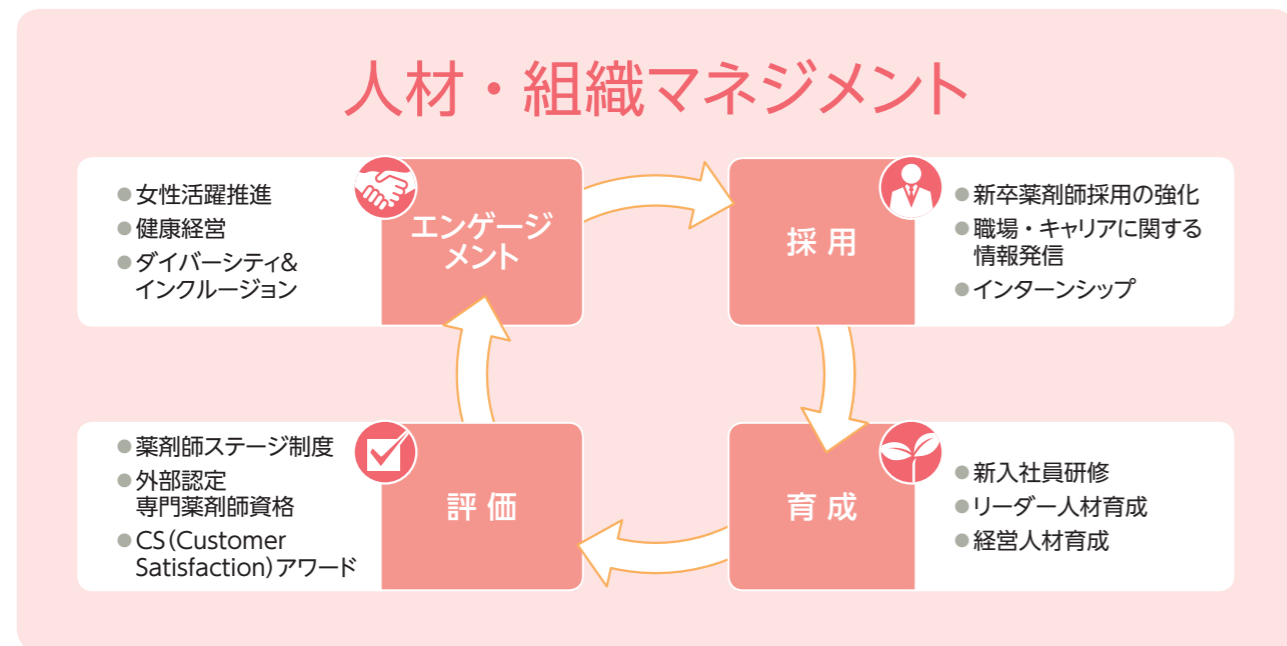 人材・組織マネジメント
●女性活躍推進
●健康経営
●ダイバーシティ&
インクルージョン
エンゲージ
メント
採用
●新卒薬剤師採用の強化
●職場・キャリアに関する
情報発信
●インターンシップ
●薬剤師ステージ制度
●外部認定
専門薬剤師資格
●CS(Customer
Satisfaction)アワード
評価
育成
●新入社員研修
●リーダー人材育成
●経営人材育成